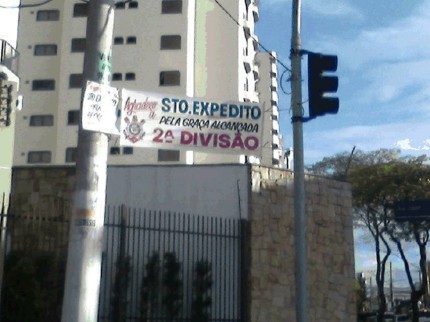 Agradeço a
STO. EXPEDITO
PELA GRAÇA ALCANÇADA
2ª DIVISÃO